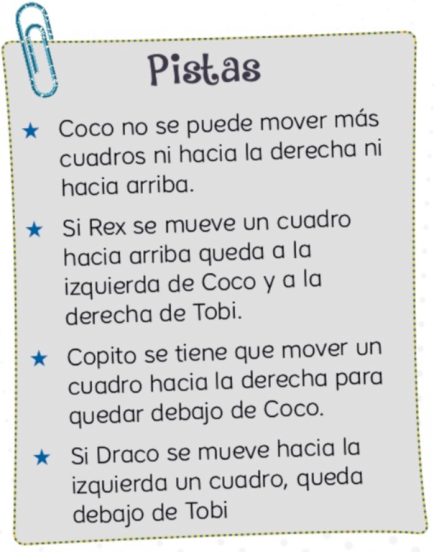 Pistas
★ Coco no se puede mover más
cuadros ni hacia la derecha ni
hacia arriba.
★ Si Rex se mueve un cuadro
hacia arriba queda a la
izquierda de Coco y a la
derecha de Tobi.
★ Copito se tiene que mover un
cuadro hacia la derecha para
quedar debajo de Coco.
★ Si Draco se mueve hacia la
izquierda un cuadro, queda
debajo de Tobi